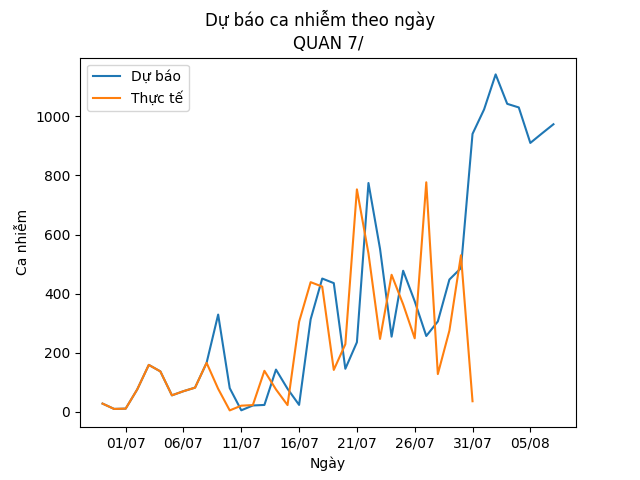 Dự báo ca nhiễm theo ngày
QUAN 7/
Dự báo
Thực tế
Ca nhiễm
1000
800
600
400
200
0
01/07 06/07 11/07 16/07 21/07 26/07 31/07 05/08
Ngày